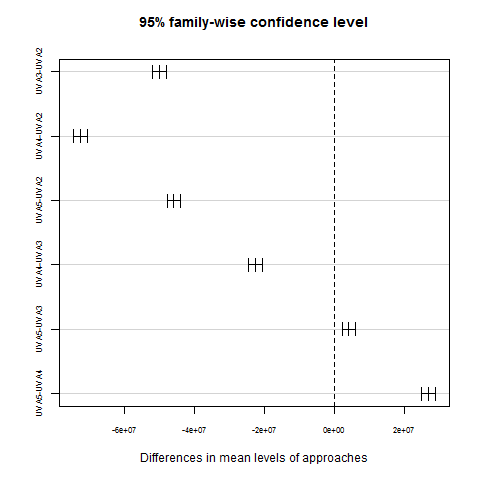 95% family-wise confidence level
UVA3-UVA2
UVA4-UVA2
UVA5-UVA2
UVA4-UVA3
UVA5-UVA3
UVA5-UVA4
-6e+07 -4e+07 -2e+07 0e+00 2e+07
Differences in mean levels of approaches